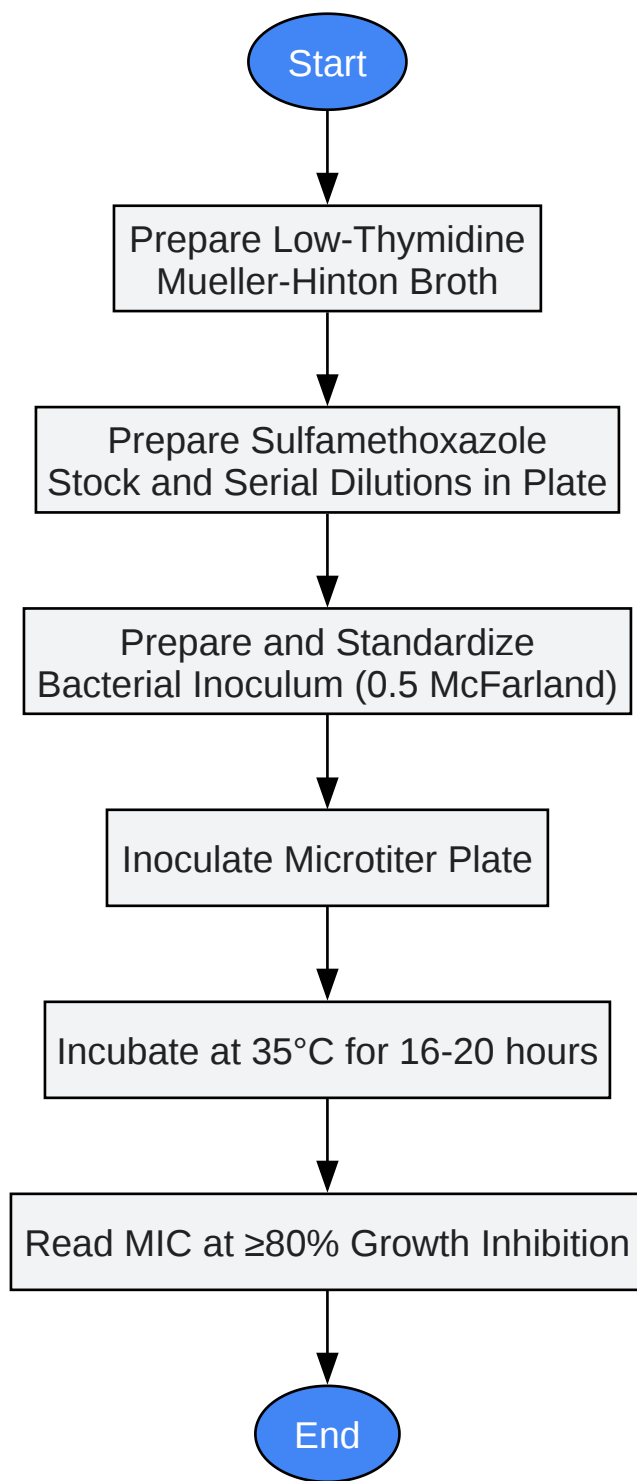 Start
Prepare Low-Thymidine
Mueller-Hinton Broth
Prepare Sulfamethoxazole
Stock and Serial Dilutions in Plate
Prepare and Standardize
Bacterial Inoculum (0.5 McFarland)
Inoculate Microtiter Plate
Incubate at 35°C for 16-20 hours
Read MIC at ≥80% Growth Inhibition
End